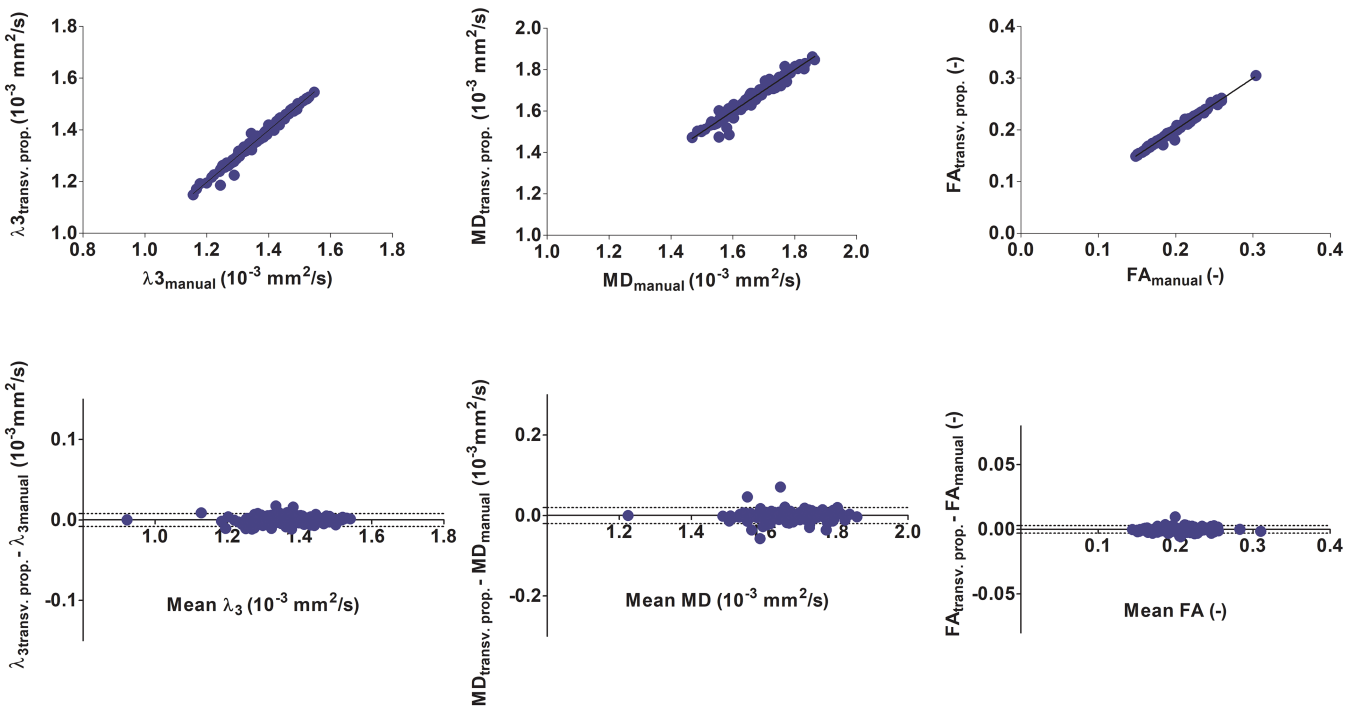 λ3transv. prop. (10-3 mm2/s)
1.8
1.6
1.4
1.2
1.0
0.8 1.0 1.2 1.4 1.6 1.8
λ3manual (10-3 mm2/s)
MDtransv. prop. (10-3 mm2/s)
2.0
1.8
1.6
1.4
1.2
1.0
1.0 1.2 1.4 1.6 1.8 2.0
MDmanual (10-3 mm2/s)
FAtransv. prop. (-)
0.4
0.3
0.2
0.1
0.0
0.0 0.1 0.2 0.3 0.4
FAmanual (-)
λ3transv. prop. - λ3manual (10-3mm2/s)
0.1
0.0
-0.1
1.0 1.2 1.4 1.6 1.8
Mean λ3 (10-3 mm2/s)
MDtransv. prop. - MDmanual (10-3mm2/s)
0.2
0.0
-0.2
1.2 1.4 1.6 1.8 2.0
Mean MD (10-3 mm2/s)
FAtransv. prop. - FAmanual (-)
0.05
0.00
-0.05
0.1 0.2 0.3 0.4
Mean FA (-)